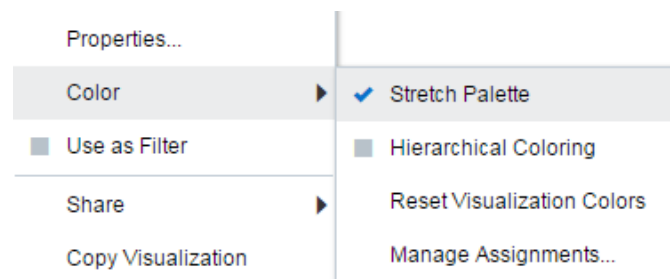 Properties...
Color
Use as Filter
Share
Copy Visualization
Stretch Palette
Hierarchical Coloring
Reset Visualization Colors
Manage Assignments...